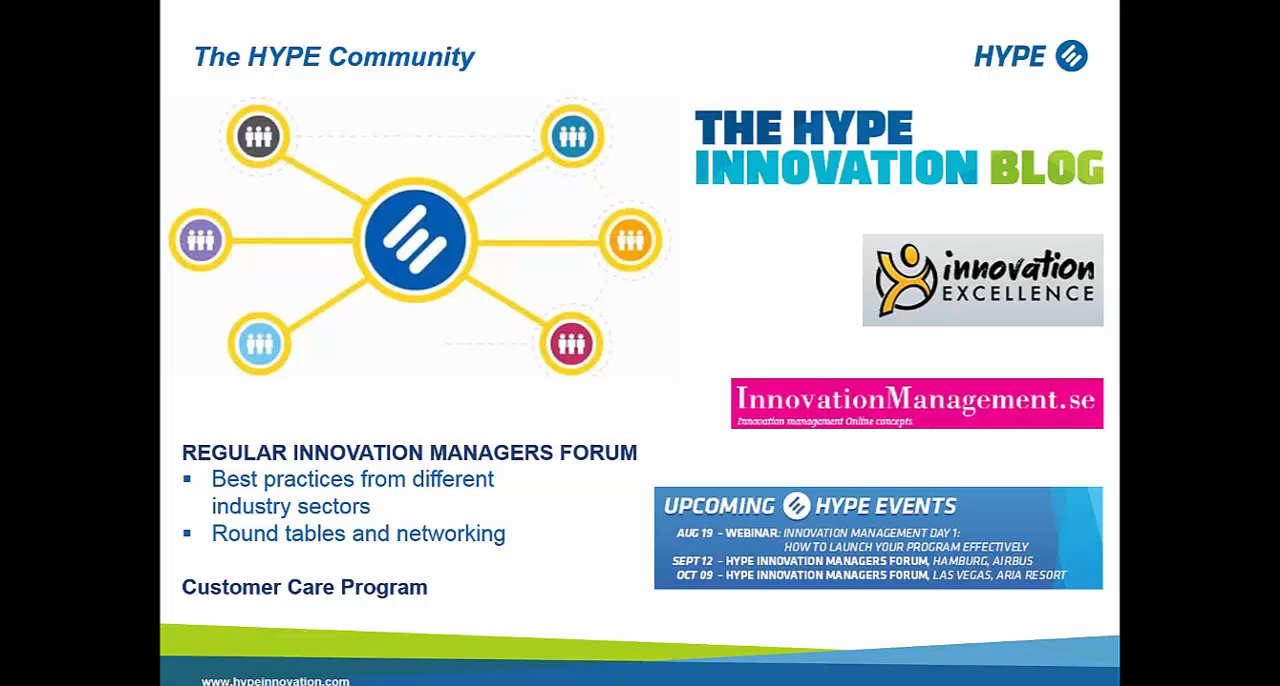 The HYPE Community
HYPE
THE HYPE
INNOVATION BLOG
innovation
EXCELLENCE
InnovationManagement.se
Innovation management Online concepts
REGULAR INNOVATION MANAGERS FORUM
Best practices from different
industry sectors
Round tables and networking
Customer Care Program
UPCOMING HYPE EVENTS
AUG 19 - WEBINAR: INNOVATION MANAGEMENT DAY 1:
HOW TO LAUNCH YOUR PROGRAM EFFECTIVELY
SEPT 12 - HYPE INNOVATION MANAGERS FORUM, HAMBURG, AIRBUS
OCT 09 - HYPE INNOVATION MANAGERS FORUM, LAS VEGAS, ARIA RESORT
www.hypeinnovation.com